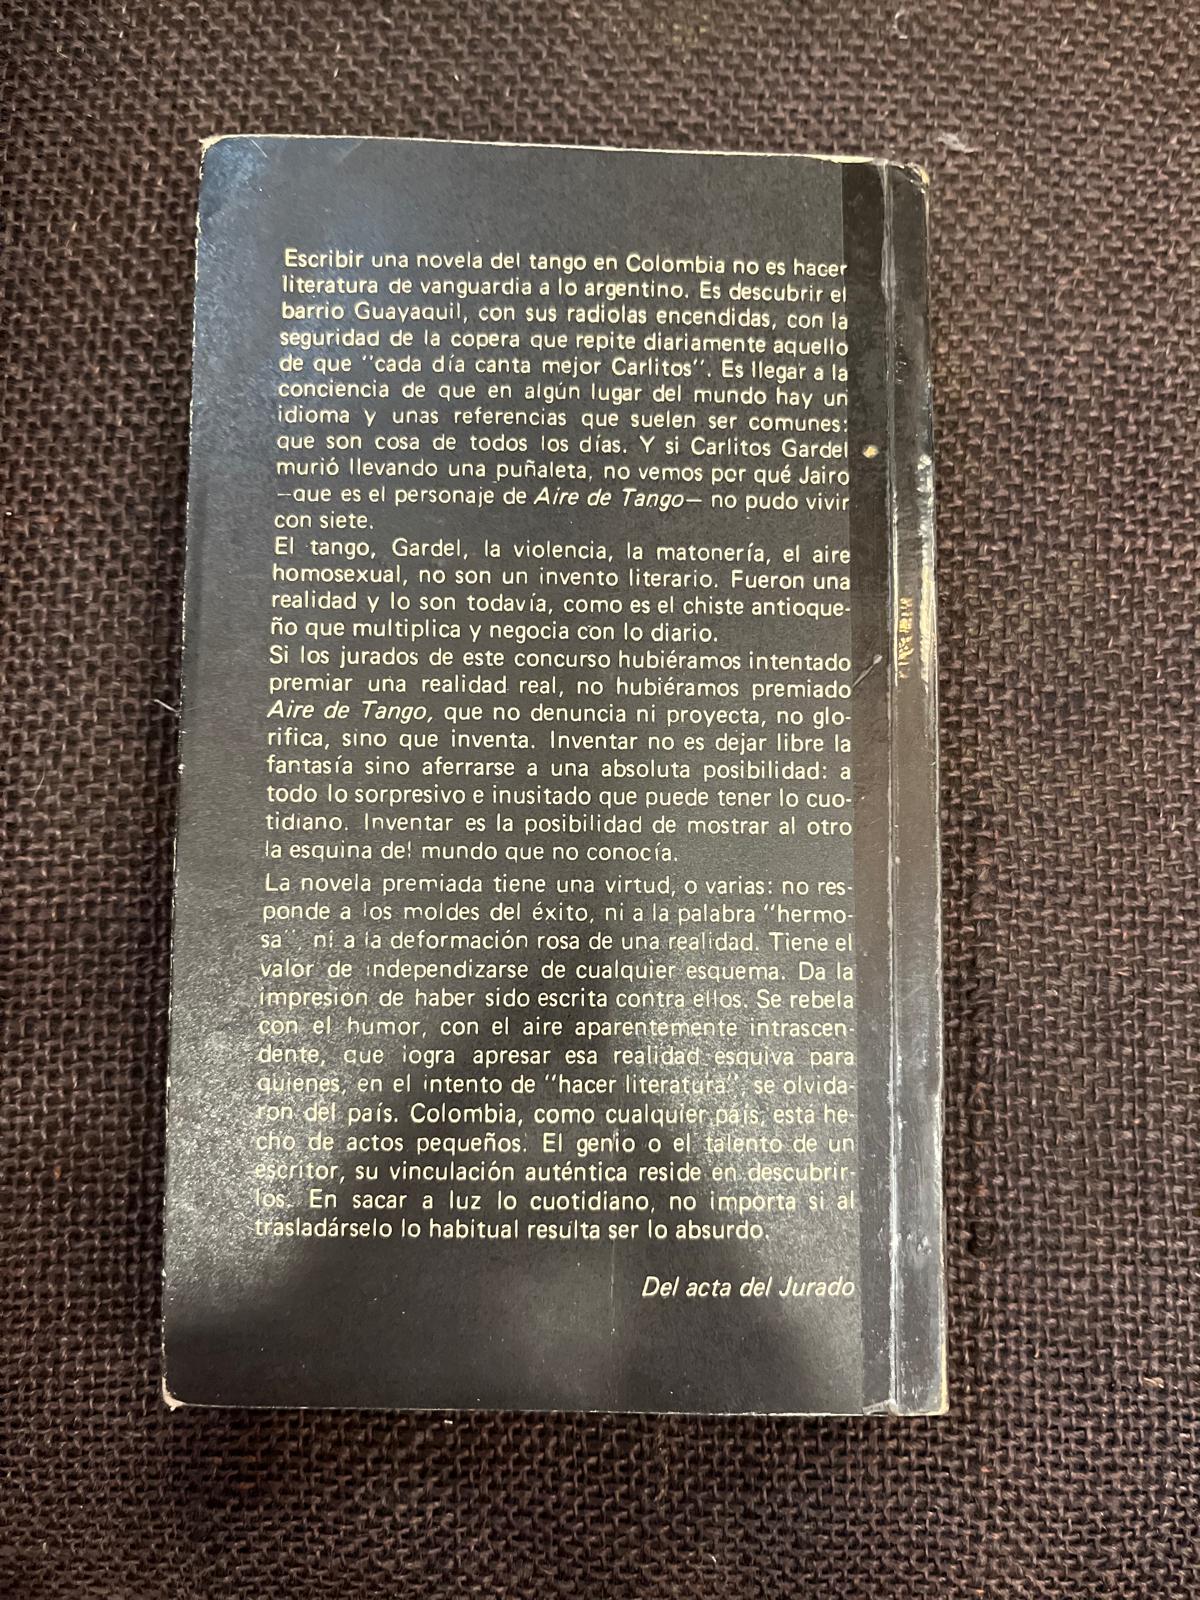 Escribir una novela del tango en Colombia no es hacer
literatura de vanguardia a lo argentino. Es descubrir el
barrio Guayaquil, con sus radiolas encendidas, con la
seguridad de la copera que repite diariamente aquello
de que "cada día canta mejor Carlitos". Es llegar a la
conciencia de que en algún lugar del mundo hay un
idioma y unas referencias que suelen ser comunes:
que son cosa de todos los días. Y si Carlitos Gardel
murió llevando una puñaleta, no vemos por qué Jairo
—que es el personaje de Aire de Tango— no pudo vivir
con siete.
El tango, Gardel, la violencia, la matonería, el aire
homosexual, no son un invento literario. Fueron una
realidad y lo son todavía, como es el chiste antioque-
ño que multiplica y negocia con lo diario.
Si los jurados de este concurso hubiéramos intentado
premiar una realidad real, no hubiéramos premiado
Aire de Tango, que no denuncia ni proyecta, no glo-
rifica, sino que inventa. Inventar no es dejar libre la
fantasía sino aferrarse a una absoluta posibilidad: a
todo lo sorpresivo e inusitado que puede tener lo cuo-
tidiano. Inventar es la posibilidad de mostrar al otro
la esquina del mundo que no conocía.
La novela premiada tiene una virtud, o varias: no res-
ponde a los moldes del éxito, ni a la palabra "hermo-
sa", ni a la deformación rosa de una realidad. Tiene el
valor de independizarse de cualquier esquema. Da la
impresión de haber sido escrita contra ellos. Se rebela
con el humor, con el aire aparentemente intrascen-
dente, que logra apresar esa realidad esquiva para
quienes, en el intento de "hacer literatura", se olvida-
ron del país. Colombia, como cualquier país, está he-
cho de actos pequeños. El genio o el talento de un
escritor, su vinculación auténtica reside en descubrir-
los. En sacar a luz lo cuotidiano, no importa si al
trasladárselo lo habitual resulta ser lo absurdo.
Del acta del Jurado